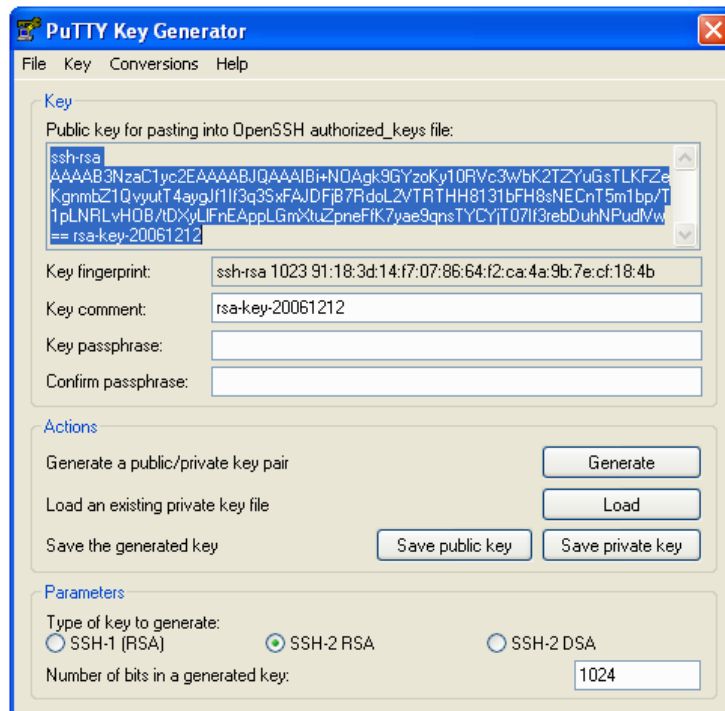 PuTTY Key Generator
File Key Conversions Help
Key
Public key for pasting into OpenSSH authorized_keys file:
ssh-rsa
AAAAB3NzaC1yc2EAAAABJQAAAIBi+NOAgk9GYzoKy10RVc3WbK2TZYuGsTLKFZe
KgnmbZ1QvyutT4aygJf1If3q3SxFAJDFjB7RdoL2VTRTHH8131bFH8sNECnT5m1bp/T
1pLNRLvHOB/tDXyLIFnEAppLGmXtuZpneFfK7yae9qnsTYCYjT07If3rebDuhNPudMw
== rsa-key-20061212
Key fingerprint: ssh-rsa 1023 91:18:3d:14:f7:07:86:64:f2:ca:4a:9b:7e:cf:18:4b
Key comment: rsa-key-20061212
Key passphrase:
Confirm passphrase:
Actions
Generate a public/private key pair Generate
Load an existing private key file Load
Save the generated key Save public key Save private key
Parameters
Type of key to generate:
SSH-1 (RSA) SSH-2 RSA SSH-2 DSA
Number of bits in a generated key: 1024